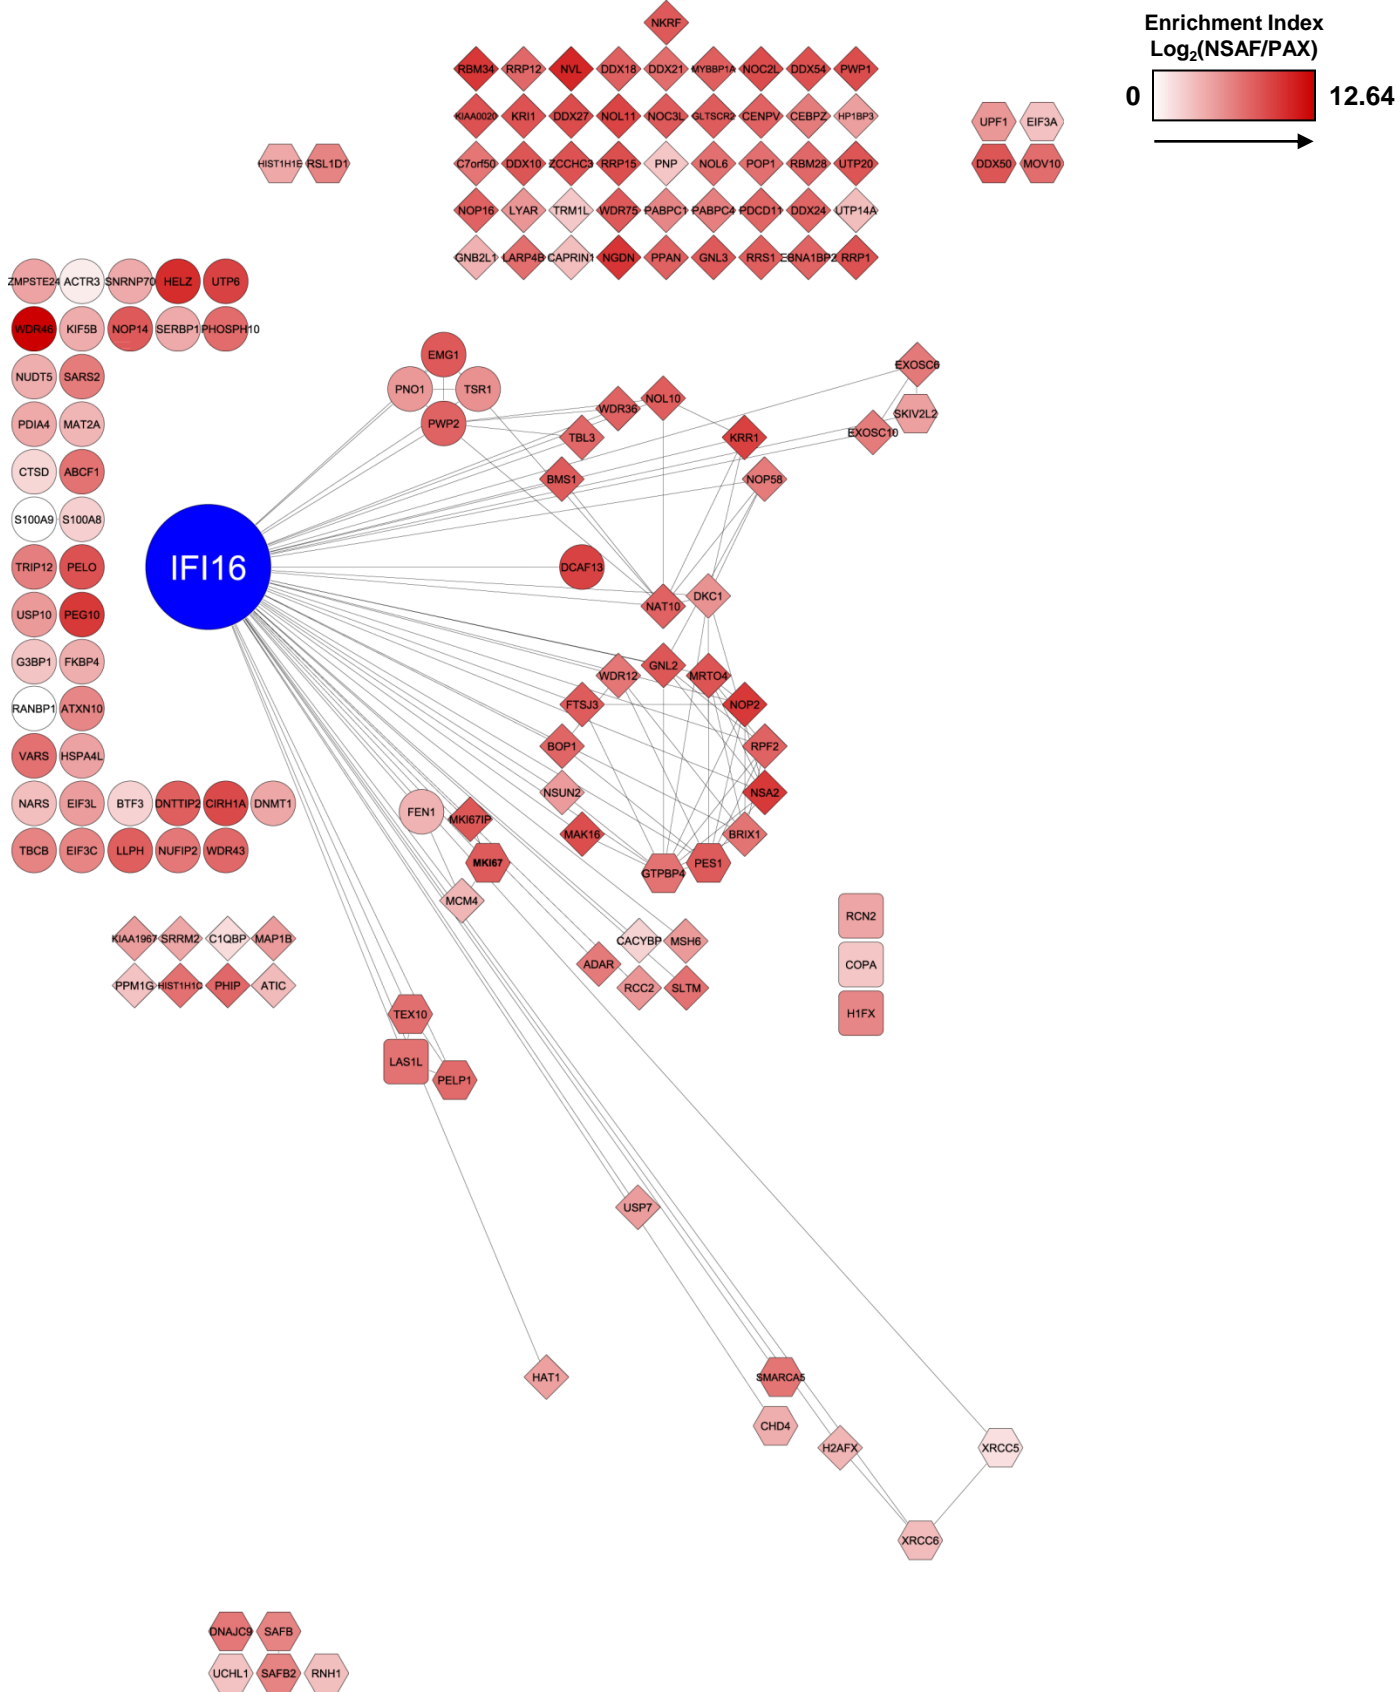 Enrichment Index
Log₂(NSAF/PAX)
0 12.64
NKRF
RBM34 RRP12 NVL DDX18 DDX21 MYBBP1A NOC2L DDX54 PWP1
KIAA0020 KRI1 DDX27 NOL11 NOC3L GLTSCR2 CENPV CEBPZ HP1BP3
C7orf50 DDX10 ZCCHC3 RRP15 PNP NOL6 POP1 RBM28 UTP20
NOP16 LYAR TRM1L WDR75 PABPC1 PABPC4 PDCD11 DDX24 UTP14A
GNB2L1 LARP4B CAPRIN1 NGDN PPAN GNL3 RRS1 EBNA1BP2 RRP1
UPF1 EIF3A
DDX50 MOV10
HIST1H1E RSL1D1
ZMPSTE24 ACTR3 SNRNP70 HELZ UTP6
WDR46 KIF5B NOP14 SERBP1 PHOSPH10
NUDT5 SARS2
PDIA4 MAT2A
CTSD ABCF1
S100A9 S100A8
TRIP12 PELO
USP10 PEG10
G3BP1 FKBP4
RANBP1 ATXN10
VARS HSPA4L
NARS EIF3L BTF3 DNTTIP2 CIRH1A DNMT1
TBCB EIF3C LLPH NUFIP2 WDR43
IFI16
EMG1
PNO1 TSR1
PWP2
WDR36 NOL10
TBL3 KRR1
BMS1 NOP58
EXOSC6
SKIV2L2
EXOSC10
DCAF13
NAT10 DKC1
GNL2
WDR12 MRTO4
FTSJ3 NOP2
BOP1 RPF2
NSUN2 NSA2
MAK16 BRIX1
GTPBP4 PES1
FEN1 MKI67IP
MKI67
MCM4
CACYBP MSH6
ADAR
RCC2 SLTM
RCN2
COPA
H1FX
KIAA1967 SRRM2 C1QBP MAP1B
PPM1G HIST1H1C PHIP ATIC
TEX10
LAS1L
PELP1
USP7
HAT1
SMARCA5
CHD4
H2AFX
XRCC5
XRCC6
DNAJC9 SAFB
UCHL1 SAFB2 RNH1